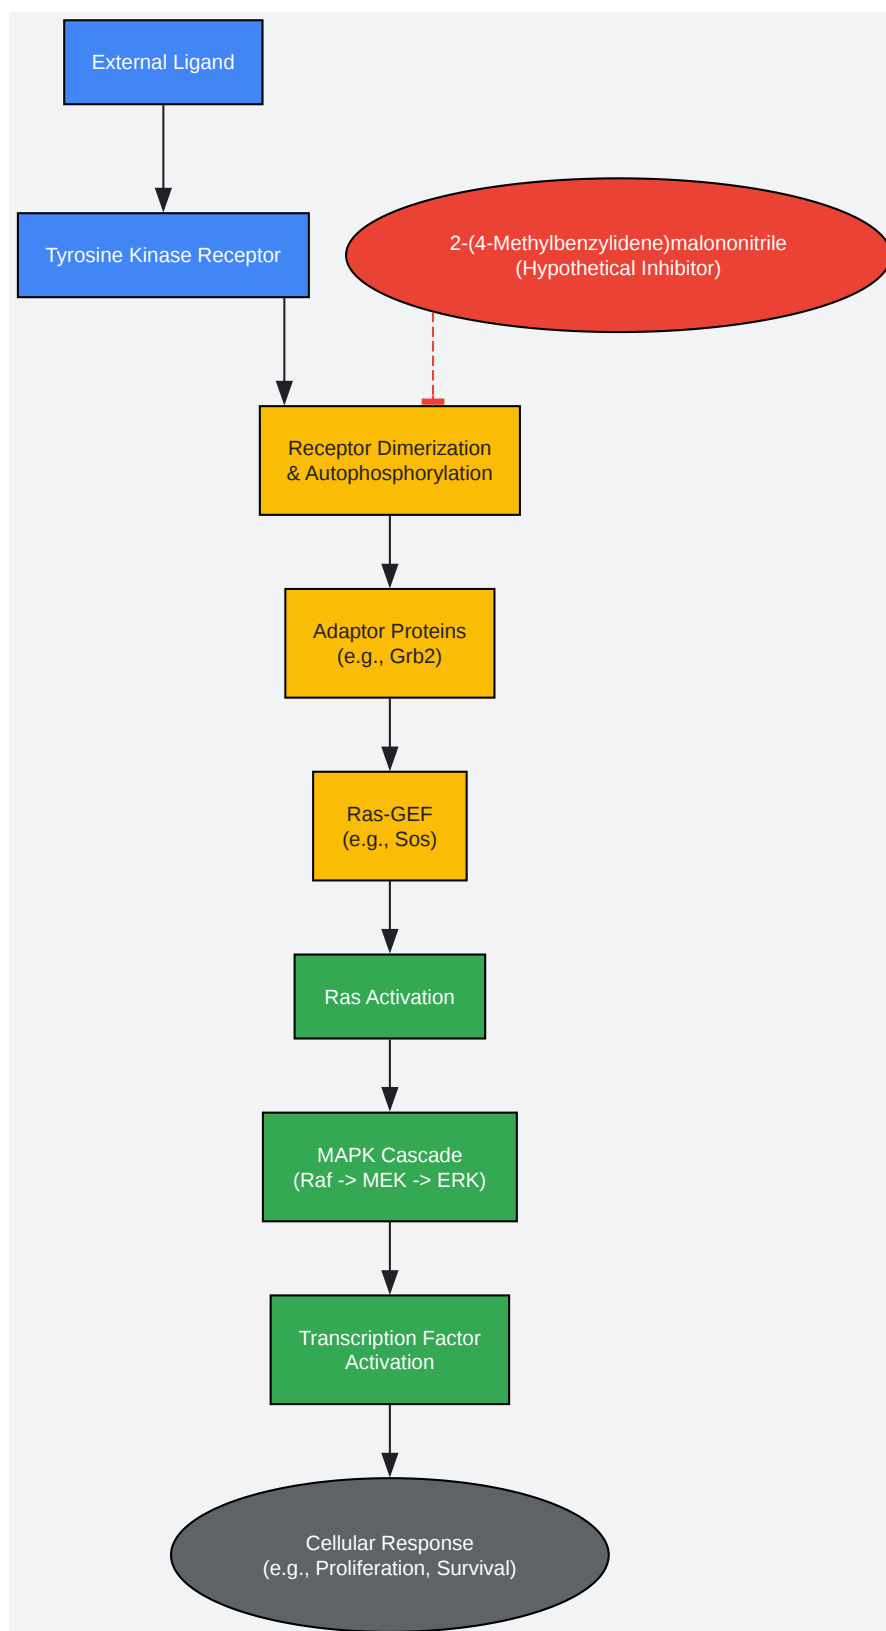 External Ligand
Tyrosine Kinase Receptor
2-(4-Methylbenzylidene)malononitrile
(Hypothetical Inhibitor)
Receptor Dimerization
& Autophosphorylation
Adaptor Proteins
(e.g., Grb2)
Ras-GEF
(e.g., Sos)
Ras Activation
MAPK Cascade
(Raf -> MEK -> ERK)
Transcription Factor
Activation
Cellular Response
(e.g., Proliferation, Survival)